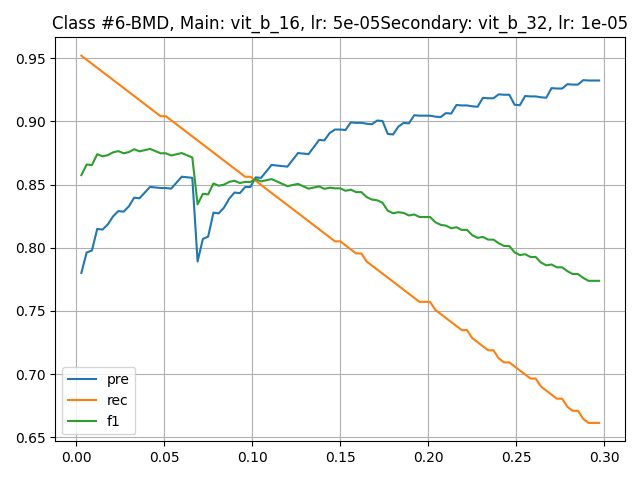 Class #6-BMD, Main: vit_b_16, lr: 5e-05Secondary: vit_b_32, lr: 1e-05
0.95
0.90
0.85
0.80
0.75
0.70
0.65
pre
rec
f1
0.00 0.05 0.10 0.15 0.20 0.25 0.30